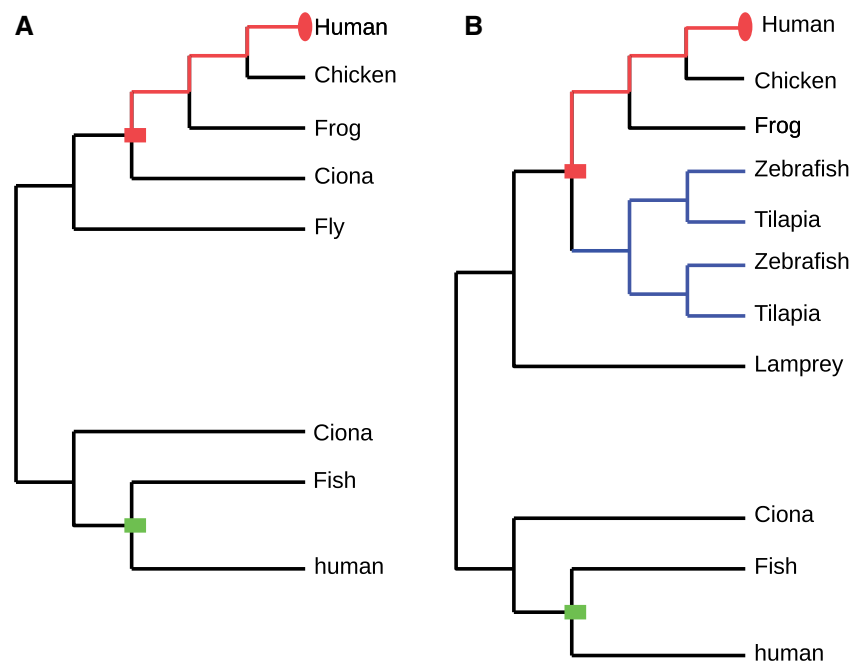 A
Human
Chicken
Frog
Ciona
Fly
Ciona
Fish
human
B
Human
Chicken
Frog
Zebrafish
Tilapia
Zebrafish
Tilapia
Lamprey
Ciona
Fish
human